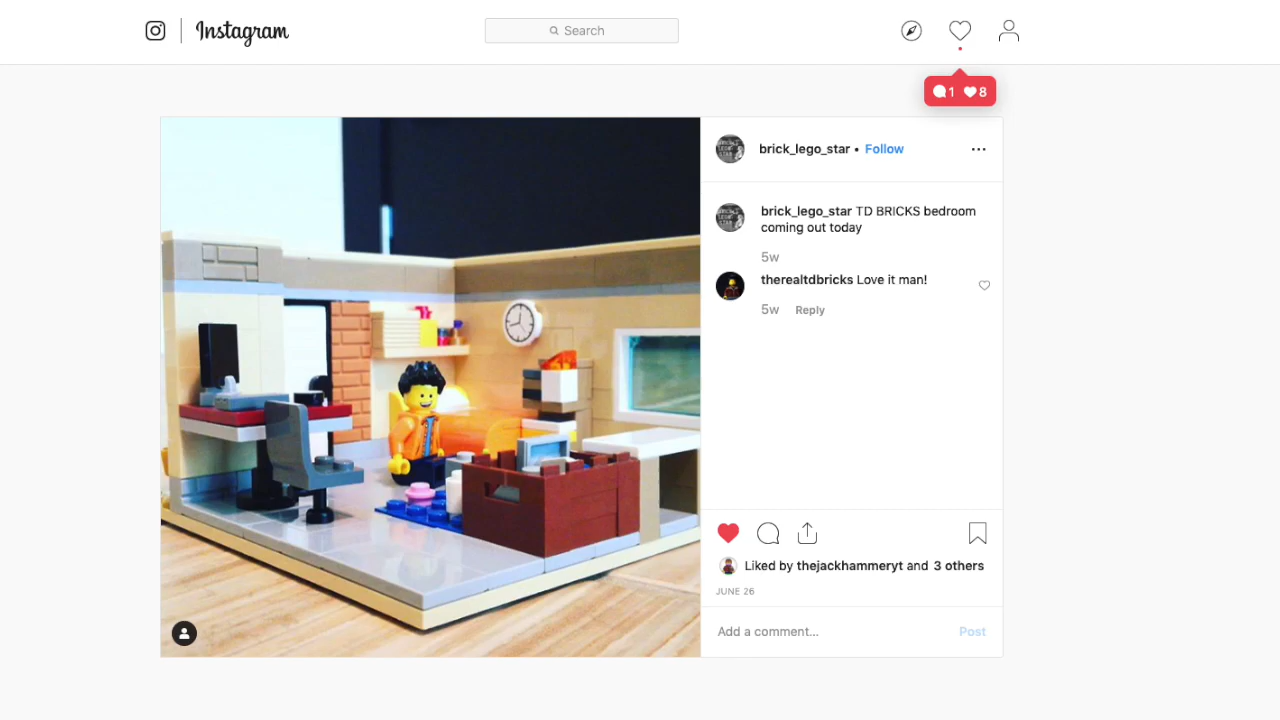 Instagram
Search
1 8
brick_lego_star • Follow
brick_lego_star TD BRICKS bedroom
coming out today
5w
therealtdbricks Love it man!
5w Reply
Liked by thejackhammeryt and 3 others
JUNE 26
Add a comment... Post